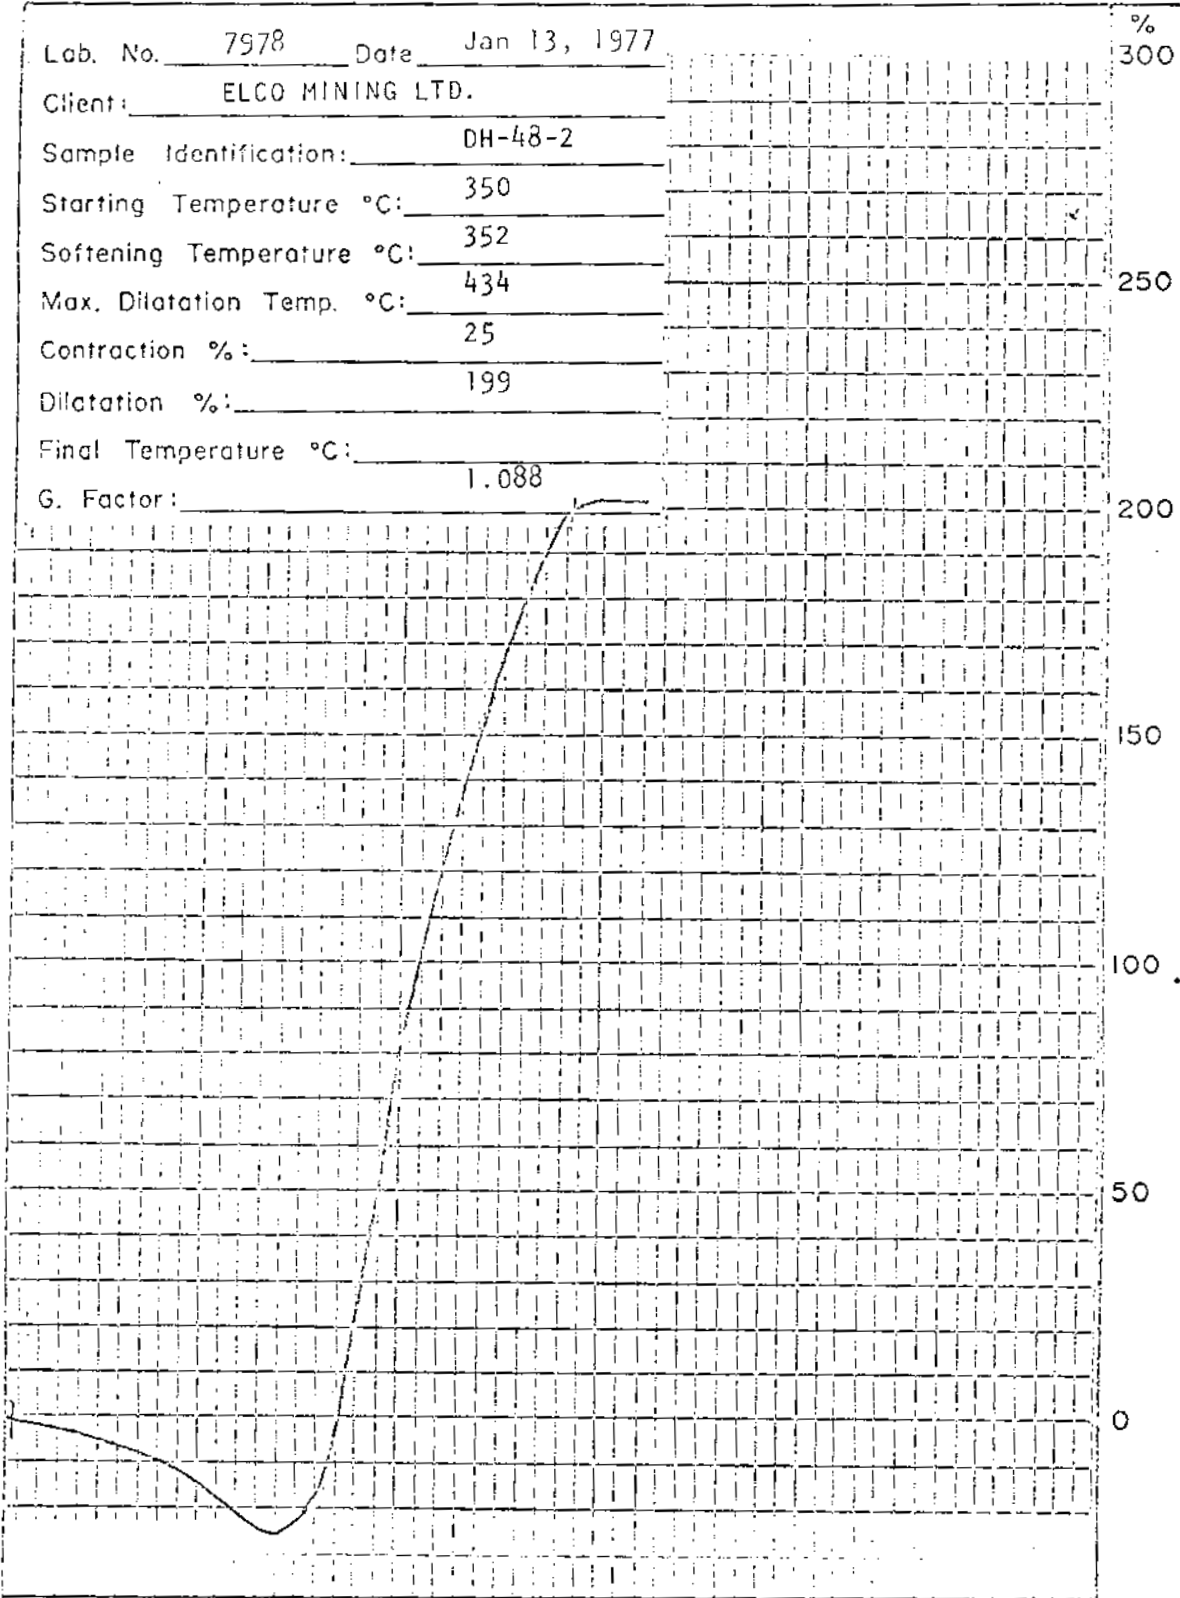 Lab. No. 7978 Date Jan 13, 1977
Client: ELCO MINING LTD.
Sample Identification: DH-48-2
Starting Temperature °C: 350
Softening Temperature °C: 352
Max. Dilatation Temp. °C: 434
Contraction %: 25
Dilatation %: 199
Final Temperature °C:
G. Factor: 1.088
%
300
250
200
150
100
50
0